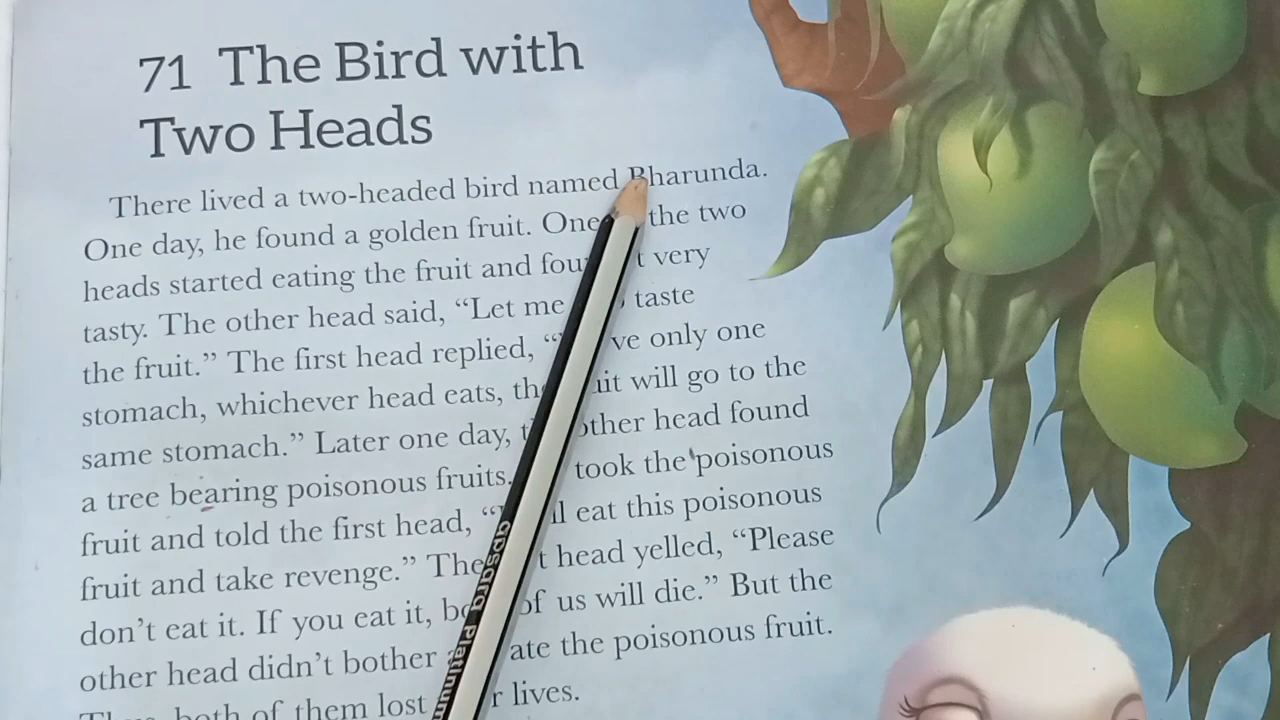 71 The Bird with
Two Heads
There lived a two-headed bird named Bharunda.
One day, he found a golden fruit. One the two
heads started eating the fruit and very
tasty. The other head said, “Let me taste
the fruit.” The first head replied, only one
stomach, whichever head eats, will go to the
same stomach.” Later one day, other head found
a tree bearing poisonous fruits. took the poisonous
fruit and told the first head, eat this poisonous
fruit and take revenge.” The head yelled, “Please
don’t eat it. If you eat it, of us will die.” But the
other head didn’t bother ate the poisonous fruit.
both of them lost lives.
apsara platinum